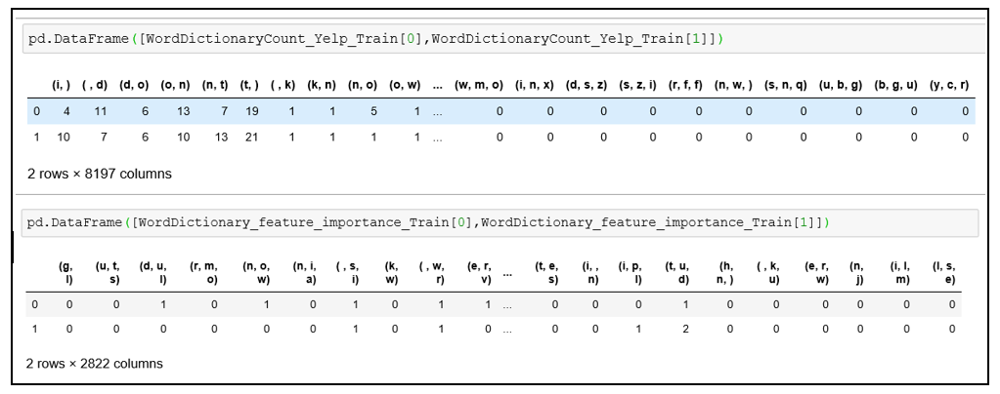 pd.DataFrame([WordDictionaryCount_Yelp_Train[0],WordDictionaryCount_Yelp_Train[1]])
(i, ) ( , d) (d, o) (o, n) (n, t) (t, ) ( , k) (k, n) (n, o) (o, w) ... (w, m, o) (i, n, x) (d, s, z) (s, z, i) (r, f, f) (n, w, ) (s, n, q) (u, b, g) (b, g, u) (y, c, r)
0 4 11 6 13 7 19 1 1 5 1 ... 0 0 0 0 0 0 0 0 0 0
1 10 7 6 10 13 21 1 1 1 1 ... 0 0 0 0 0 0 0 0 0 0
2 rows × 8197 columns
pd.DataFrame([WordDictionary_feature_importance_Train[0],WordDictionary_feature_importance_Train[1]])
(g, (u, t, (d, u, (r, m, (n, o, (n, i, ( , s, (k, ( , w, (e, r, ... (t, e, (i, , (i, p, (t, u, (h, ( , k, (e, r, (n, (i, l, (l, s,
l) s) l) o) w) a) i) w) r) v) s) n) l) d) n, ) u) w) j) m) e)
0 0 0 1 0 1 0 1 0 1 1 ... 0 0 0 1 0 0 0 0 0 0
1 0 0 0 0 0 0 1 0 1 0 ... 0 0 1 2 0 0 0 0 0 0
2 rows × 2822 columns